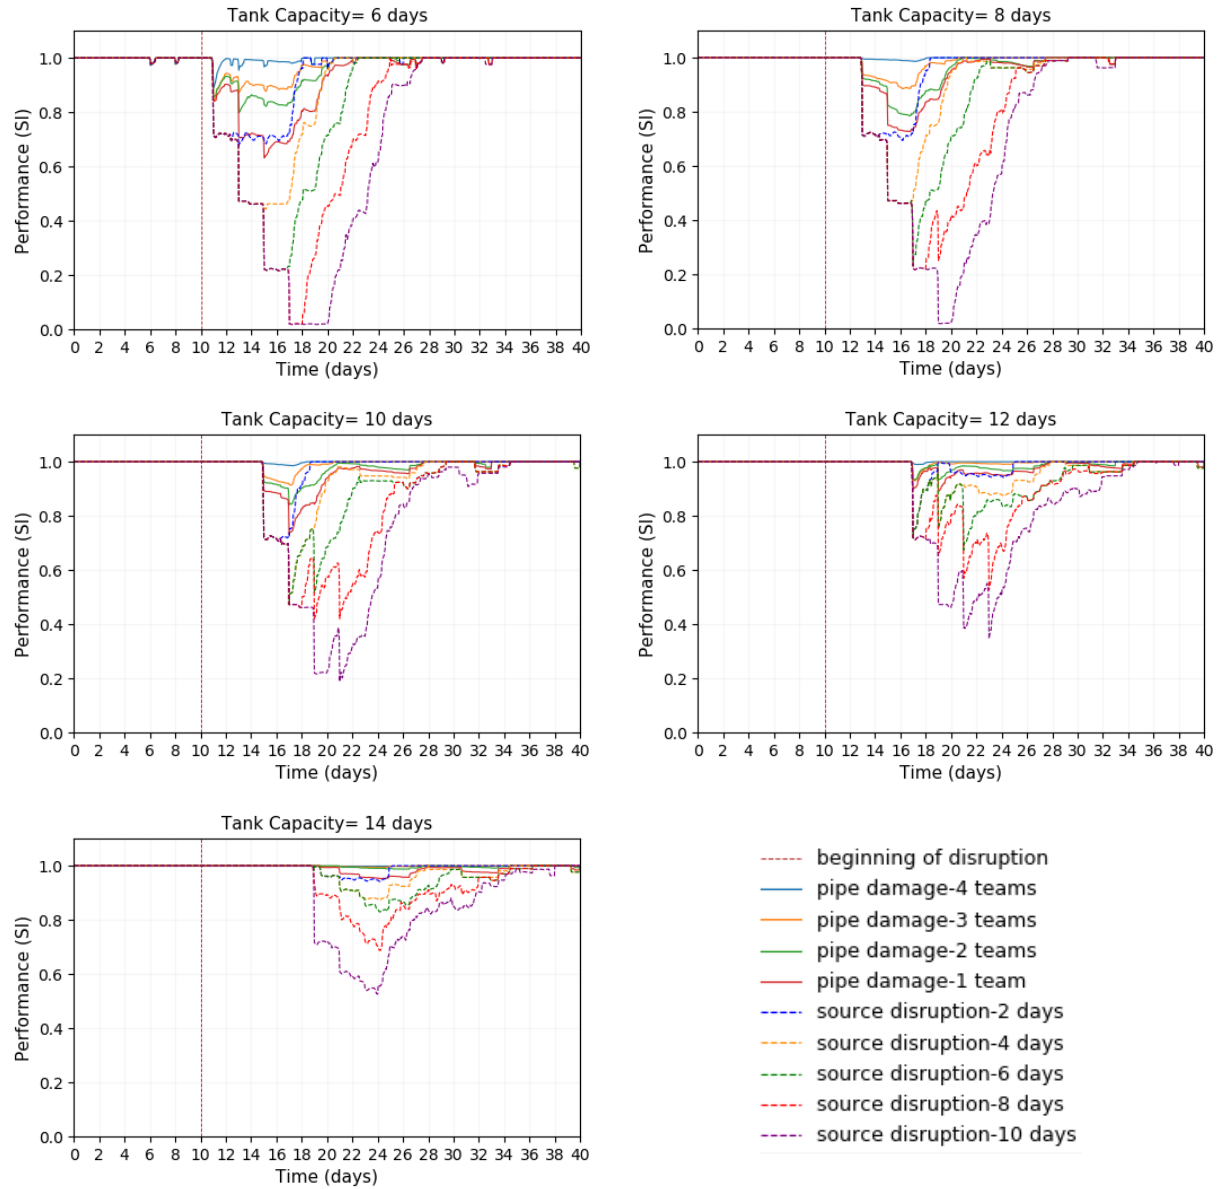 Tank Capacity= 6 days
Performance (SI)
1.0
0.8
0.6
0.4
0.2
0.0
0 2 4 6 8 10 12 14 16 18 20 22 24 26 28 30 32 34 36 38 40
Time (days)
Tank Capacity= 8 days
Performance (SI)
1.0
0.8
0.6
0.4
0.2
0.0
0 2 4 6 8 10 12 14 16 18 20 22 24 26 28 30 32 34 36 38 40
Time (days)
Tank Capacity= 10 days
Performance (SI)
1.0
0.8
0.6
0.4
0.2
0.0
0 2 4 6 8 10 12 14 16 18 20 22 24 26 28 30 32 34 36 38 40
Time (days)
Tank Capacity= 12 days
Performance (SI)
1.0
0.8
0.6
0.4
0.2
0.0
0 2 4 6 8 10 12 14 16 18 20 22 24 26 28 30 32 34 36 38 40
Time (days)
Tank Capacity= 14 days
Performance (SI)
1.0
0.8
0.6
0.4
0.2
0.0
0 2 4 6 8 10 12 14 16 18 20 22 24 26 28 30 32 34 36 38 40
Time (days)
beginning of disruption
pipe damage-4 teams
pipe damage-3 teams
pipe damage-2 teams
pipe damage-1 team
source disruption-2 days
source disruption-4 days
source disruption-6 days
source disruption-8 days
source disruption-10 days